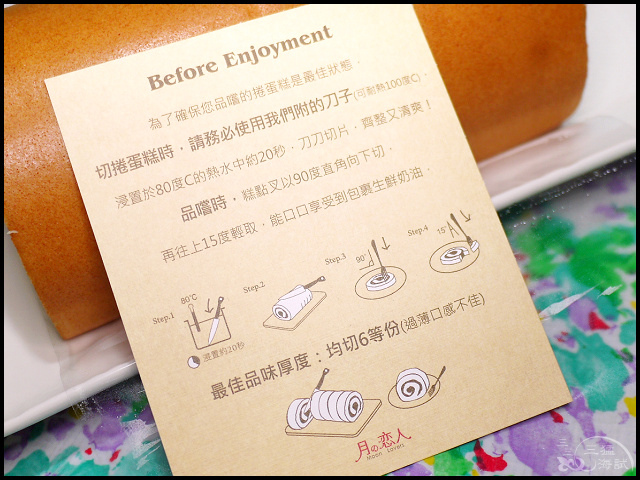 Before Enjoyment
為了確保您品嚐的捲蛋糕是最佳狀態，
切捲蛋糕時，請務必使用我們附的刀子(可耐熱100度C)，
浸置於80度C的熱水中約20秒，刀刀切片，齊整又清爽！
品嚐時，糕點叉以90度直角向下切，
再往上15度輕取，能口口享受到包裹生鮮奶油。
Step.1
80℃
浸置約20秒
Step.2
Step.3
90°
Step.4
15°
最佳品味厚度：均切6等份(過薄口感不佳)
月の恋人
Moon Lovers